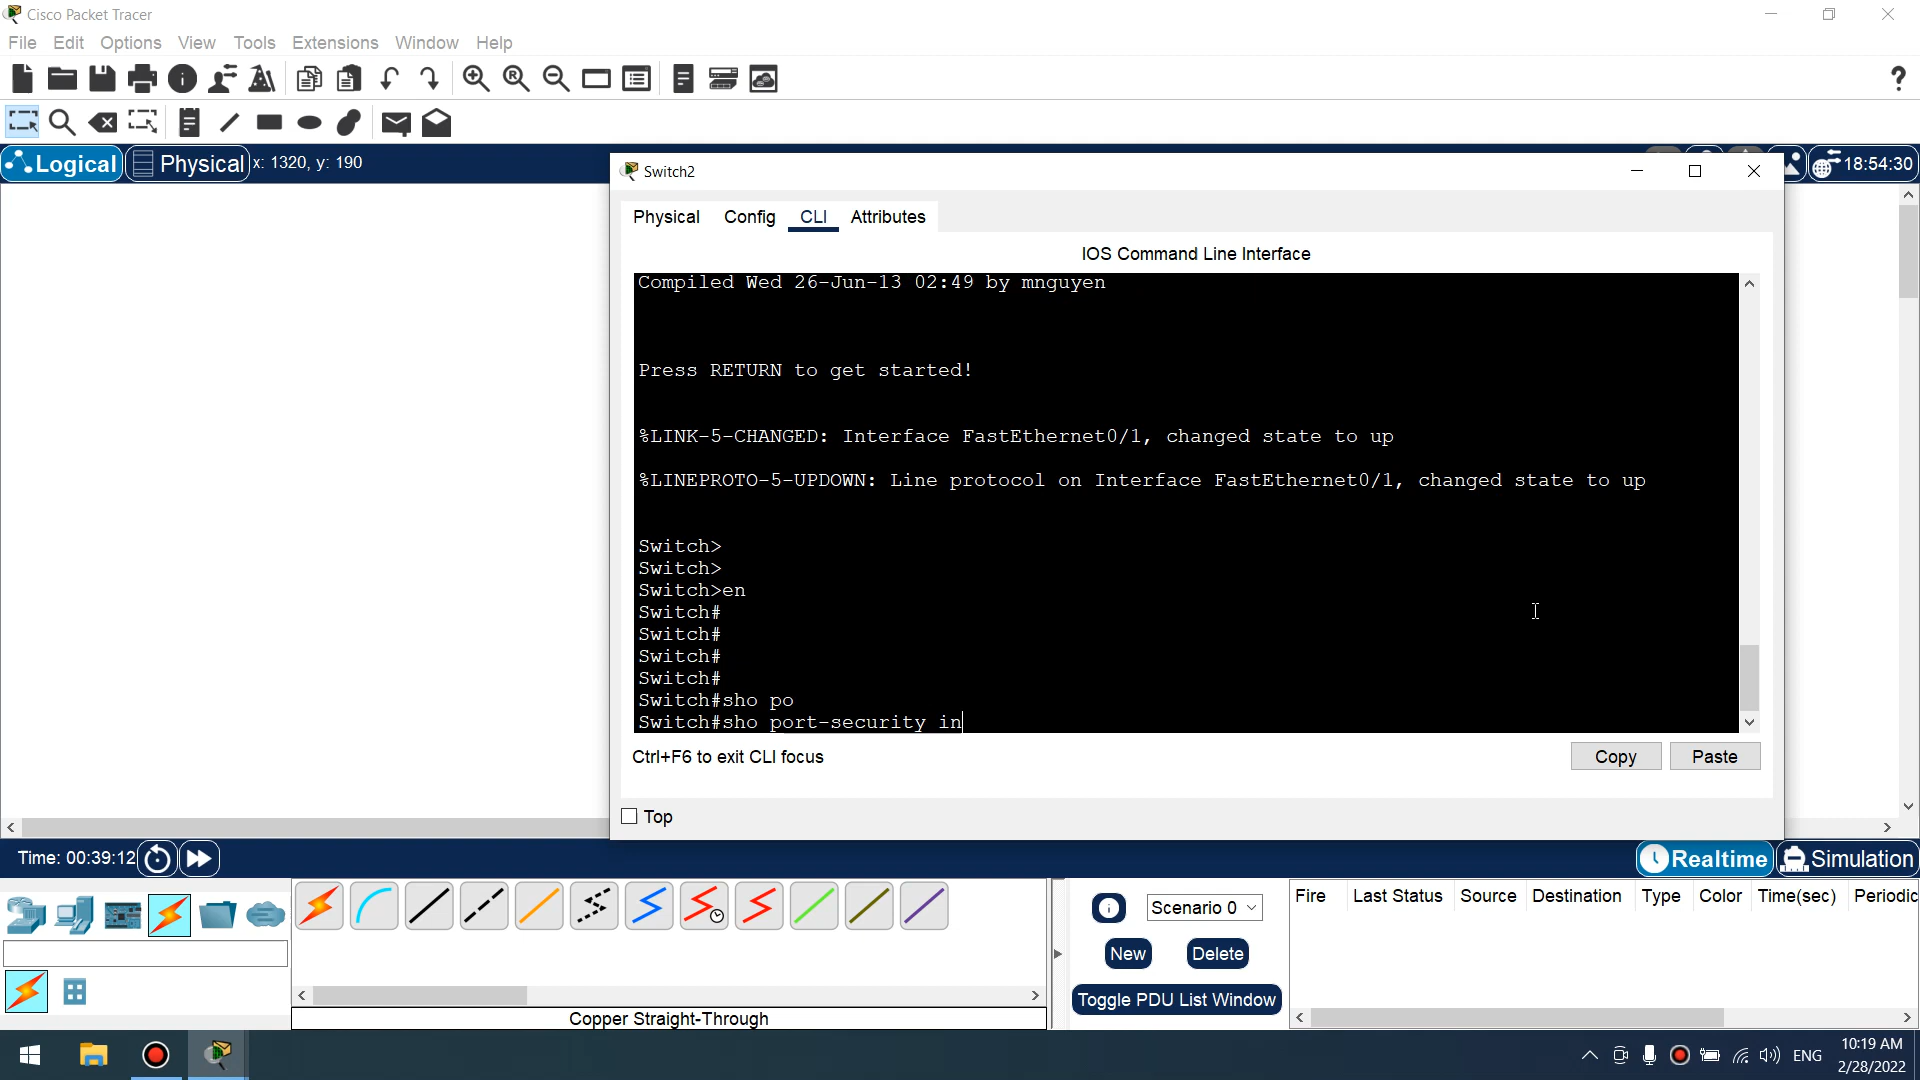 Cisco Packet Tracer
File Edit Options View Tools Extensions Window Help
Logical Physical x: 1320, y: 190
18:54:30
Switch2
Physical Config CLI Attributes
IOS Command Line Interface
Compiled Wed 26-Jun-13 02:49 by mnguyen
Press RETURN to get started!
%LINK-5-CHANGED: Interface FastEthernet0/1, changed state to up
%LINEPROTO-5-UPDOWN: Line protocol on Interface FastEthernet0/1, changed state to up
Switch>
Switch>
Switch>en
Switch#
Switch#
Switch#
Switch#
Switch#sho po
Switch#sho port-security in
Ctrl+F6 to exit CLI focus
Copy Paste
Top
Time: 00:39:12
Realtime Simulation
Scenario 0
New Delete
Toggle PDU List Window
Fire Last Status Source Destination Type Color Time(sec) Periodic
Copper Straight-Through
ENG
10:19 AM
2/28/2022